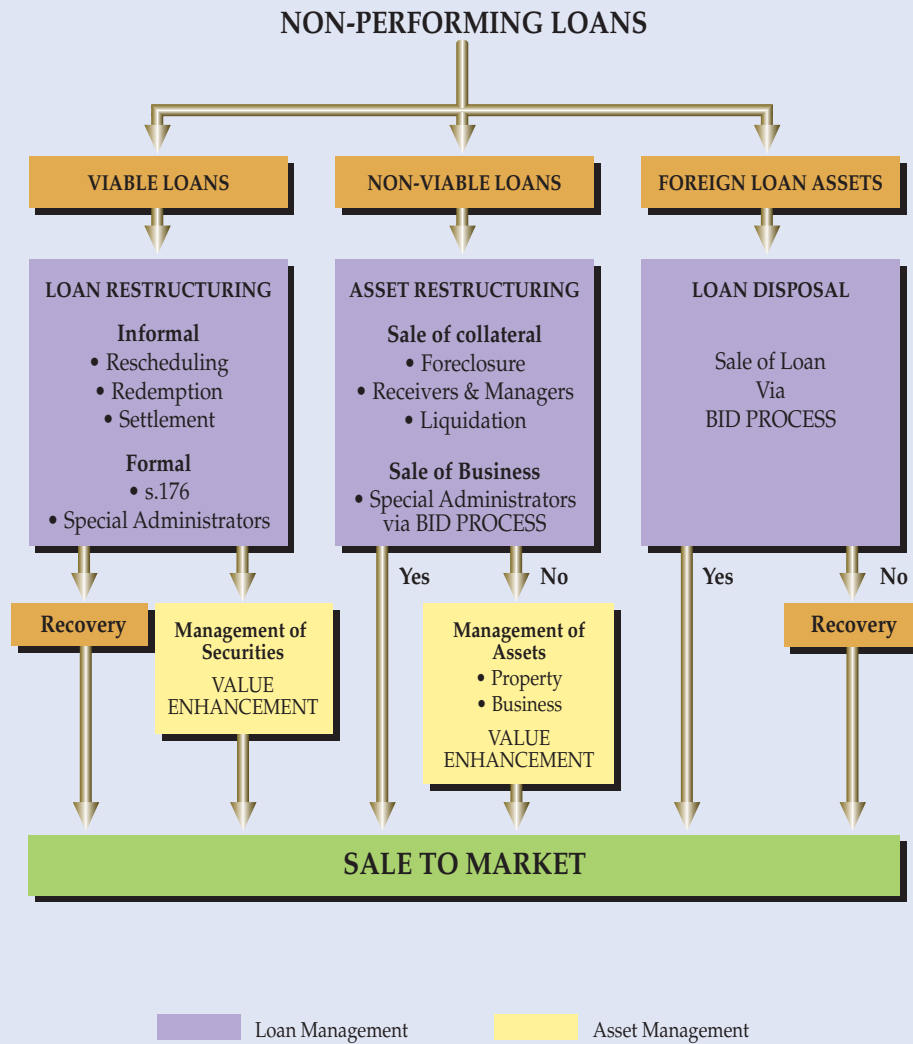 NON-PERFORMING LOANS
VIABLE LOANS
NON-VIABLE LOANS
FOREIGN LOAN ASSETS
LOAN RESTRUCTURING
Informal
• Rescheduling
• Redemption
• Settlement
Formal
• s.176
• Special Administrators
ASSET RESTRUCTURING
Sale of collateral
• Foreclosure
• Receivers & Managers
• Liquidation
Sale of Business
• Special Administrators
via BID PROCESS
LOAN DISPOSAL
Sale of Loan
Via
BID PROCESS
Yes
No
Yes
No
Recovery
Management of
Securities
VALUE
ENHANCEMENT
Management of
Assets
• Property
• Business
VALUE
ENHANCEMENT
Recovery
SALE TO MARKET
Loan Management
Asset Management